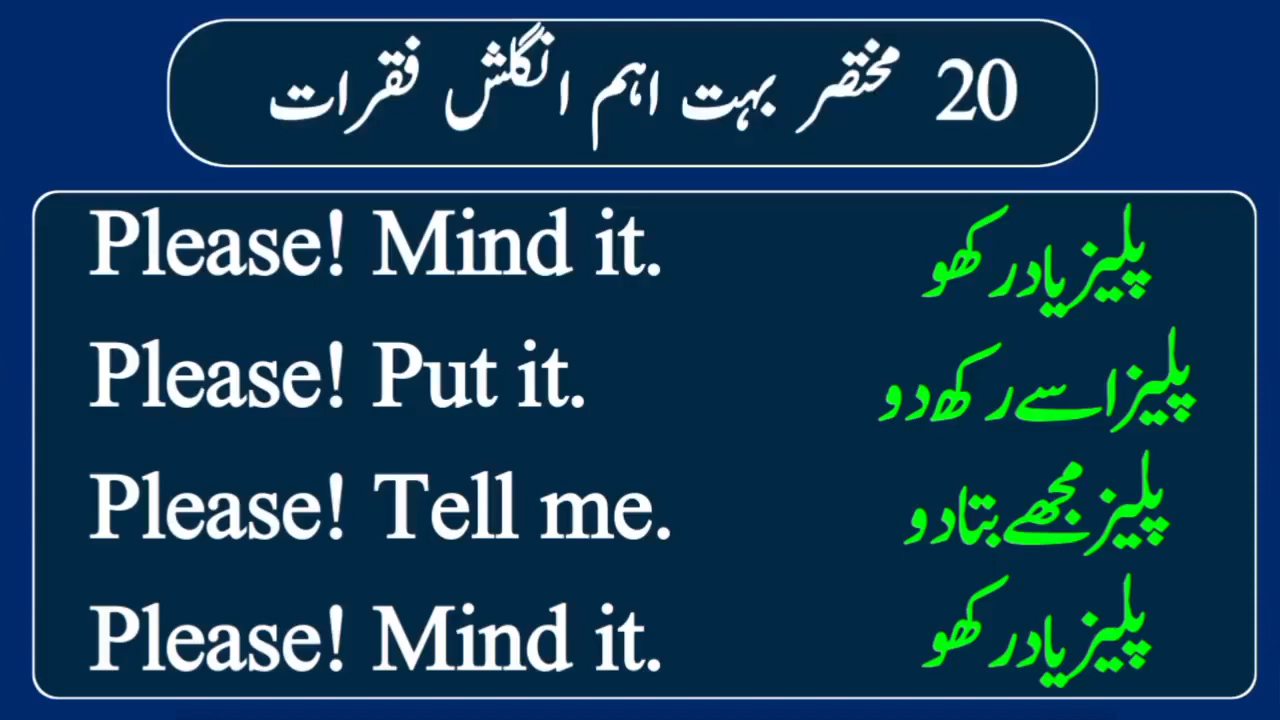 20 مختصر بہت اہم انگلش فقرات
Please! Mind it. پلیز یاد رکھو
Please! Put it. پلیز اسے رکھ دو
Please! Tell me. پلیز مجھے بتا دو
Please! Mind it. پلیز یاد رکھو